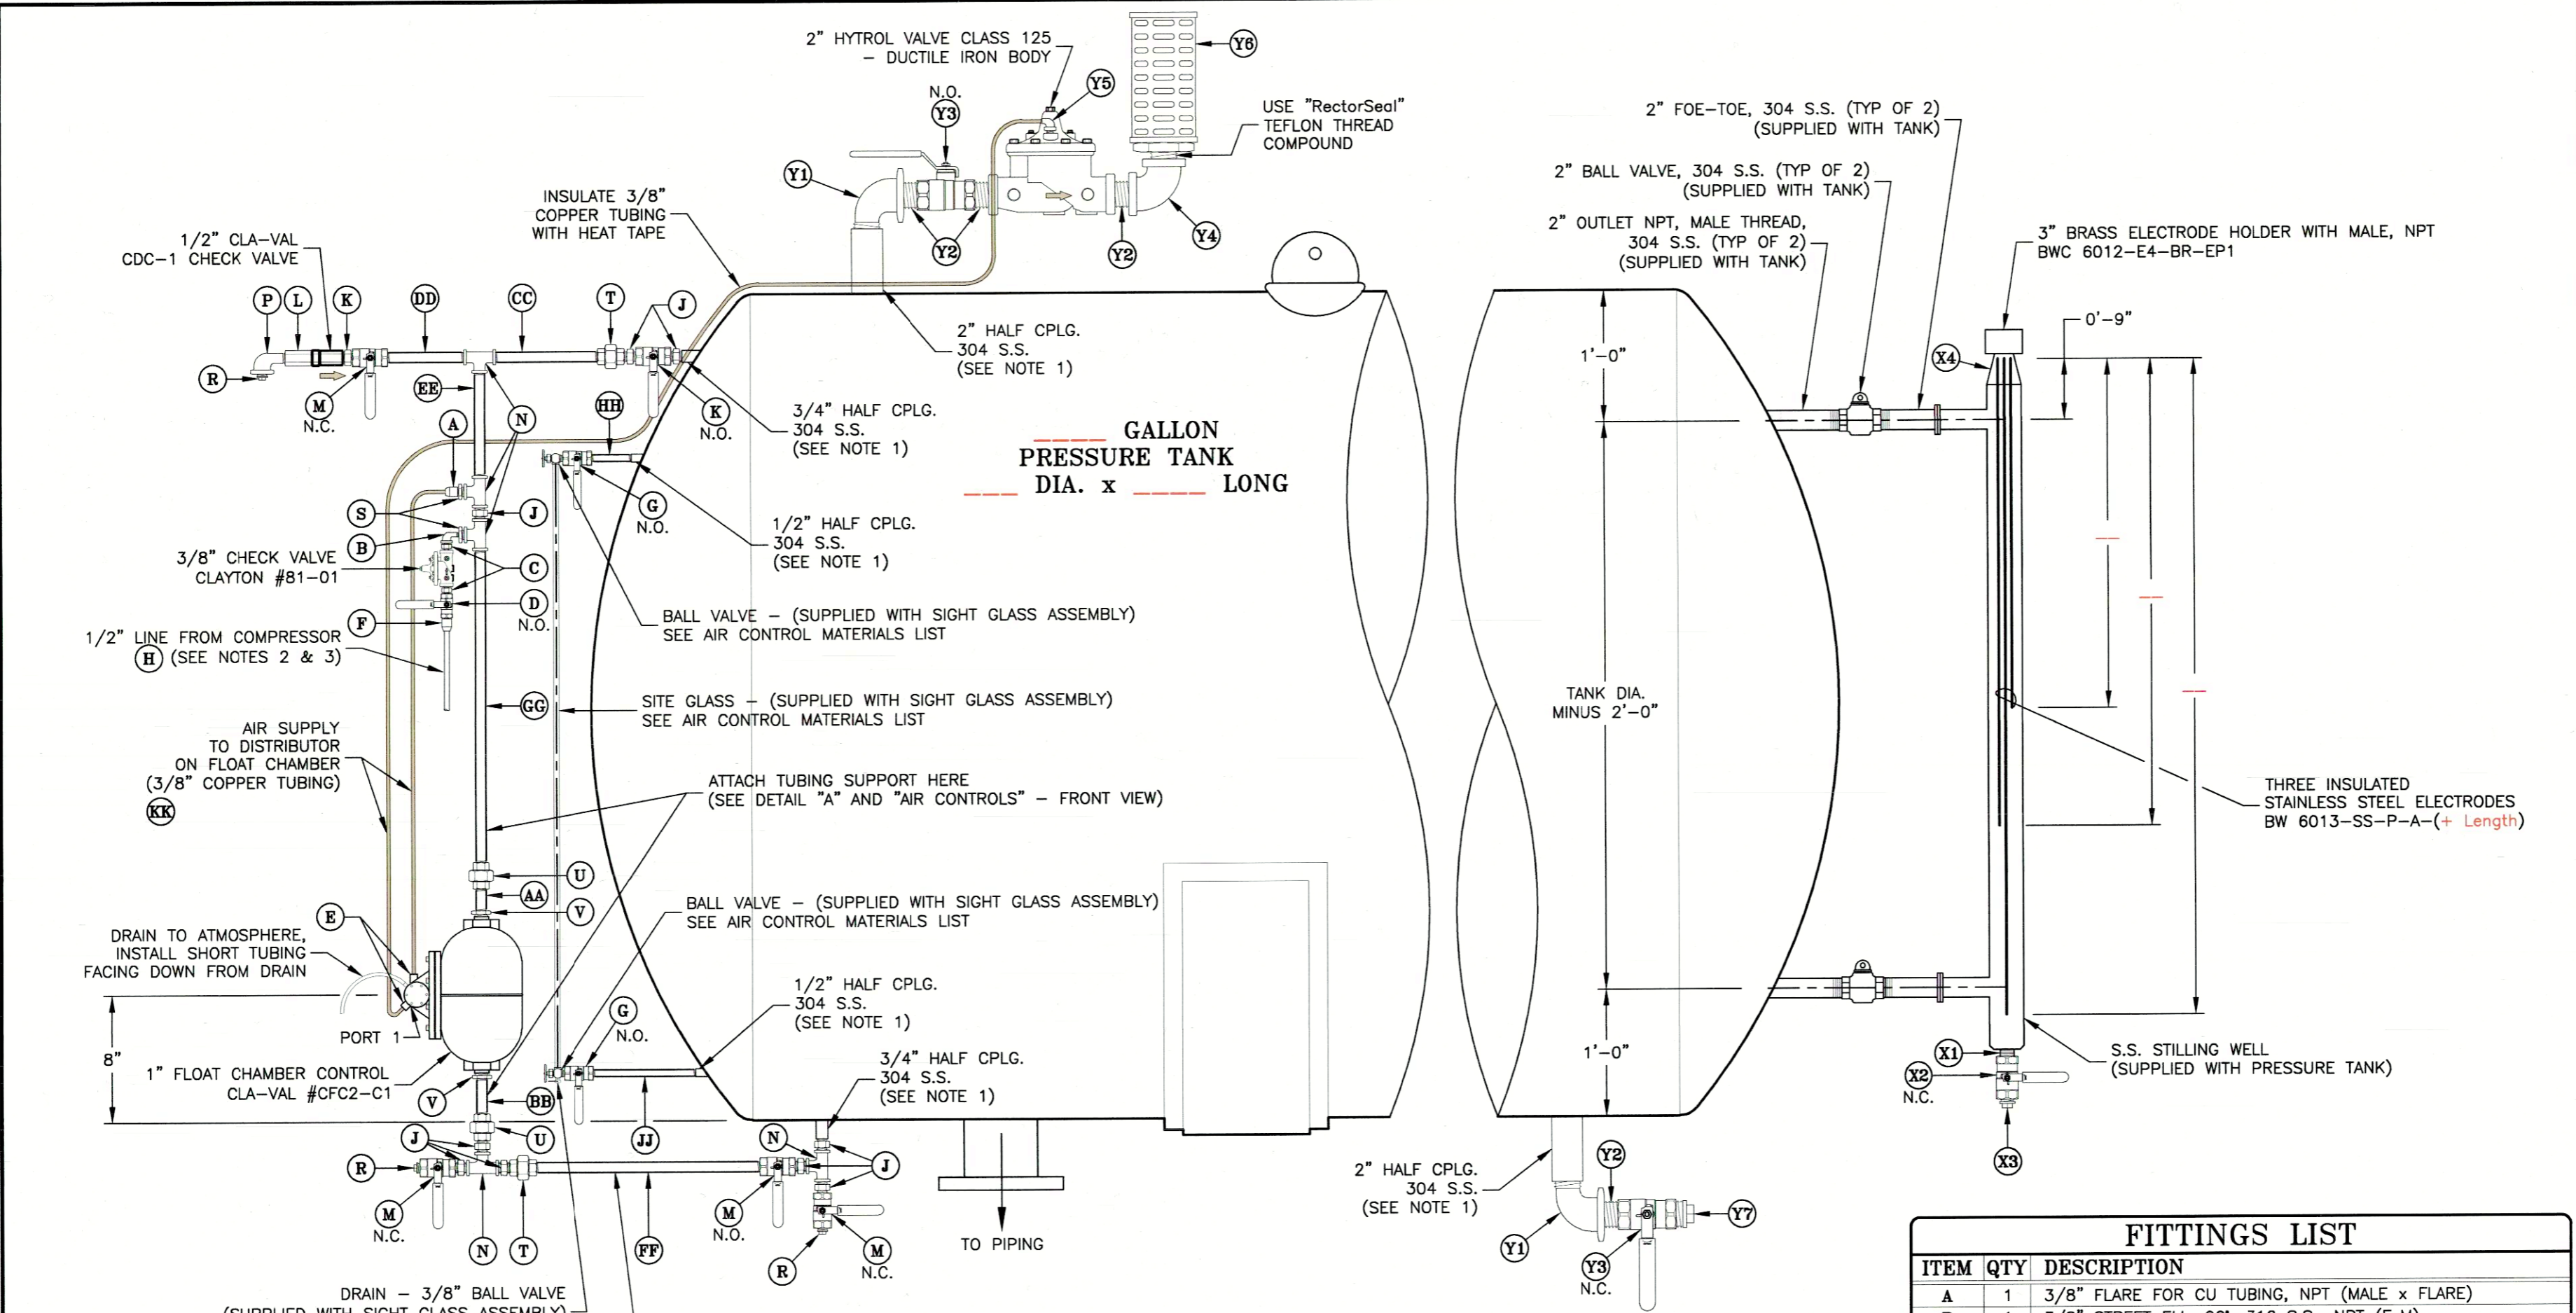 2" HYTROL VALVE CLASS 125
– DUCTILE IRON BODY
Y6
Y5
N.O.
Y3
USE "RectorSeal"
TEFLON THREAD
COMPOUND
Y1
Y2
Y2
Y4
INSULATE 3/8"
COPPER TUBING
WITH HEAT TAPE
1/2" CLA-VAL
CDC-1 CHECK VALVE
P
L
K
DD
CC
T
J
R
M
N.C.
EE
A
N
HH
K
N.O.
2" HALF CPLG.
304 S.S.
(SEE NOTE 1)
3/4" HALF CPLG.
304 S.S.
(SEE NOTE 1)
____ GALLON
PRESSURE TANK
___ DIA. x ____ LONG
G
N.O.
1/2" HALF CPLG.
304 S.S.
(SEE NOTE 1)
S
J
B
3/8" CHECK VALVE
CLAYTON #81-01
C
D
N.O.
F
1/2" LINE FROM COMPRESSOR
H (SEE NOTES 2 & 3)
BALL VALVE – (SUPPLIED WITH SIGHT GLASS ASSEMBLY)
SEE AIR CONTROL MATERIALS LIST
GG
SITE GLASS – (SUPPLIED WITH SIGHT GLASS ASSEMBLY)
SEE AIR CONTROL MATERIALS LIST
AIR SUPPLY
TO DISTRIBUTOR
ON FLOAT CHAMBER
(3/8" COPPER TUBING)
KK
ATTACH TUBING SUPPORT HERE
(SEE DETAIL "A" AND "AIR CONTROLS" – FRONT VIEW)
U
AA
V
BALL VALVE – (SUPPLIED WITH SIGHT GLASS ASSEMBLY)
SEE AIR CONTROL MATERIALS LIST
E
DRAIN TO ATMOSPHERE,
INSTALL SHORT TUBING
FACING DOWN FROM DRAIN
PORT 1
8"
1" FLOAT CHAMBER CONTROL
CLA-VAL #CFC2-C1
1/2" HALF CPLG.
304 S.S.
(SEE NOTE 1)
G
N.O.
3/4" HALF CPLG.
304 S.S.
(SEE NOTE 1)
V
BB
U
JJ
J
N
J
R
M
N.C.
N
T
FF
M
N.O.
R
M
N.C.
TO PIPING
DRAIN – 3/8" BALL VALVE
(SUPPLIED WITH SIGHT GLASS ASSEMBLY)
2" FOE-TOE, 304 S.S. (TYP OF 2)
(SUPPLIED WITH TANK)
2" BALL VALVE, 304 S.S. (TYP OF 2)
(SUPPLIED WITH TANK)
2" OUTLET NPT, MALE THREAD,
304 S.S. (TYP OF 2)
(SUPPLIED WITH TANK)
3" BRASS ELECTRODE HOLDER WITH MALE, NPT
BWC 6012-E4-BR-EP1
0'-9"
X4
1'-0"
TANK DIA.
MINUS 2'-0"
1'-0"
__
__
__
THREE INSULATED
STAINLESS STEEL ELECTRODES
BW 6013-SS-P-A-(+ Length)
X1
X2
N.C.
X3
S.S. STILLING WELL
(SUPPLIED WITH PRESSURE TANK)
2" HALF CPLG.
304 S.S.
(SEE NOTE 1)
Y2
Y7
Y1
Y3
N.C.
FITTINGS LIST
ITEM QTY DESCRIPTION
A 1 3/8" FLARE FOR CU TUBING, NPT (MALE x FLARE)